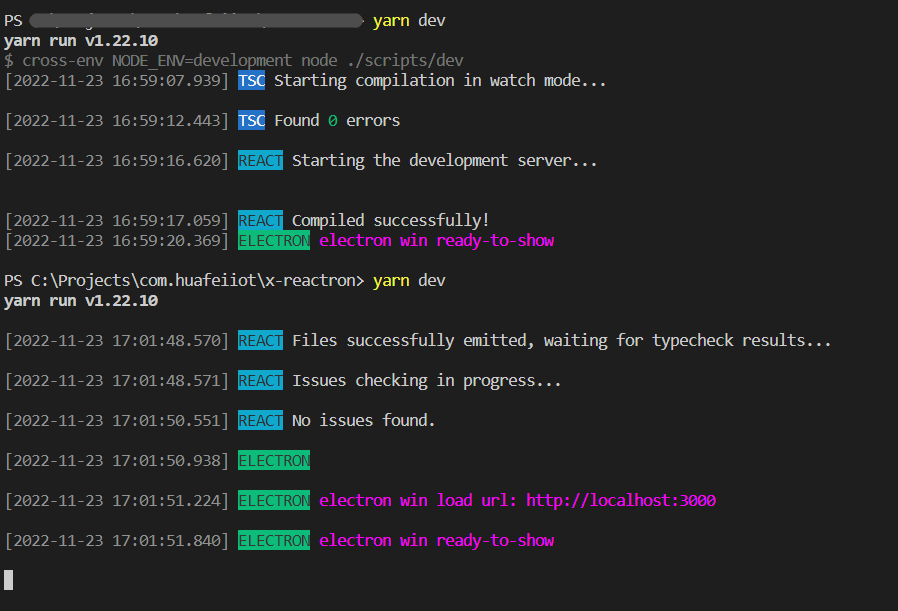 PS > yarn dev
yarn run v1.22.10
$ cross-env NODE_ENV=development node ./scripts/dev
[2022-11-23 16:59:07.939] TSC Starting compilation in watch mode...
[2022-11-23 16:59:12.443] TSC Found 0 errors
[2022-11-23 16:59:16.620] REACT Starting the development server...
[2022-11-23 16:59:17.059] REACT Compiled successfully!
[2022-11-23 16:59:20.369] ELECTRON electron win ready-to-show
PS C:\Projects\com.huafeiiot\x-reactron> yarn dev
yarn run v1.22.10
[2022-11-23 17:01:48.570] REACT Files successfully emitted, waiting for typecheck results...
[2022-11-23 17:01:48.571] REACT Issues checking in progress...
[2022-11-23 17:01:50.551] REACT No issues found.
[2022-11-23 17:01:50.938] ELECTRON
[2022-11-23 17:01:51.224] ELECTRON electron win load url: http://localhost:3000
[2022-11-23 17:01:51.840] ELECTRON electron win ready-to-show